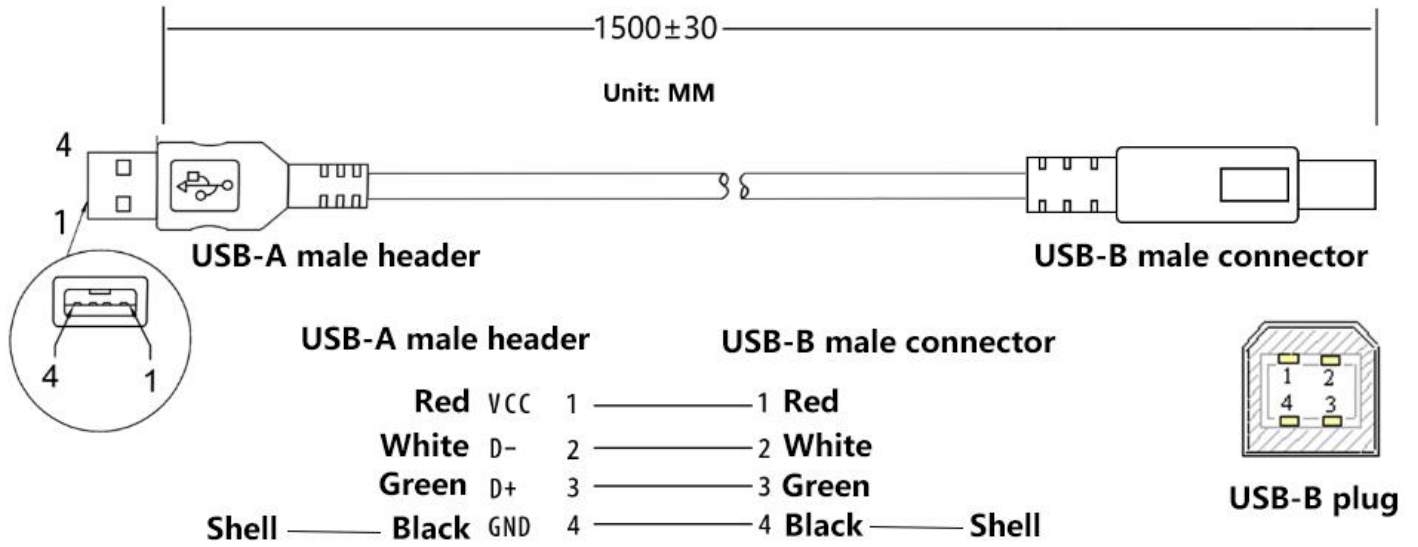 1500±30
Unit: MM
4
1
USB-A male header
USB-B male connector
4 1
USB-A male header USB-B male connector
Red VCC 1 1 Red
White D- 2 2 White
Green D+ 3 3 Green
Shell Black GND 4 4 Black Shell
1 2
4 3
USB-B plug